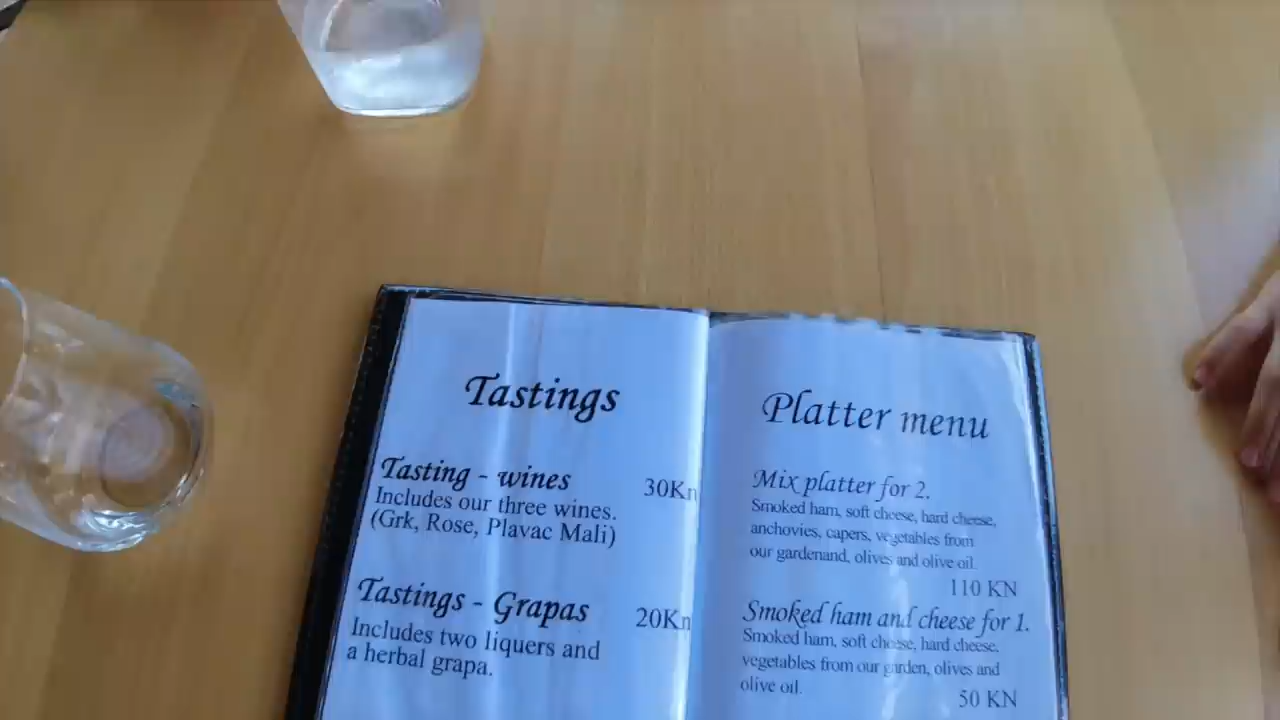 Tastings
Tasting - wines 30Kn
Includes our three wines.
(Grk, Rose, Plavac Mali)
Tastings - Grapas 20Kn
Includes two liquers and
a herbal grapa.
Platter menu
Mix platter for 2.
Smoked ham, soft cheese, hard cheese,
anchovies, capers, vegetables from
our gardenand, olives and olive oil.
110 KN
Smoked ham and cheese for 1.
Smoked ham, soft cheese, hard cheese,
vegetables from our garden, olives and
olive oil.
50 KN